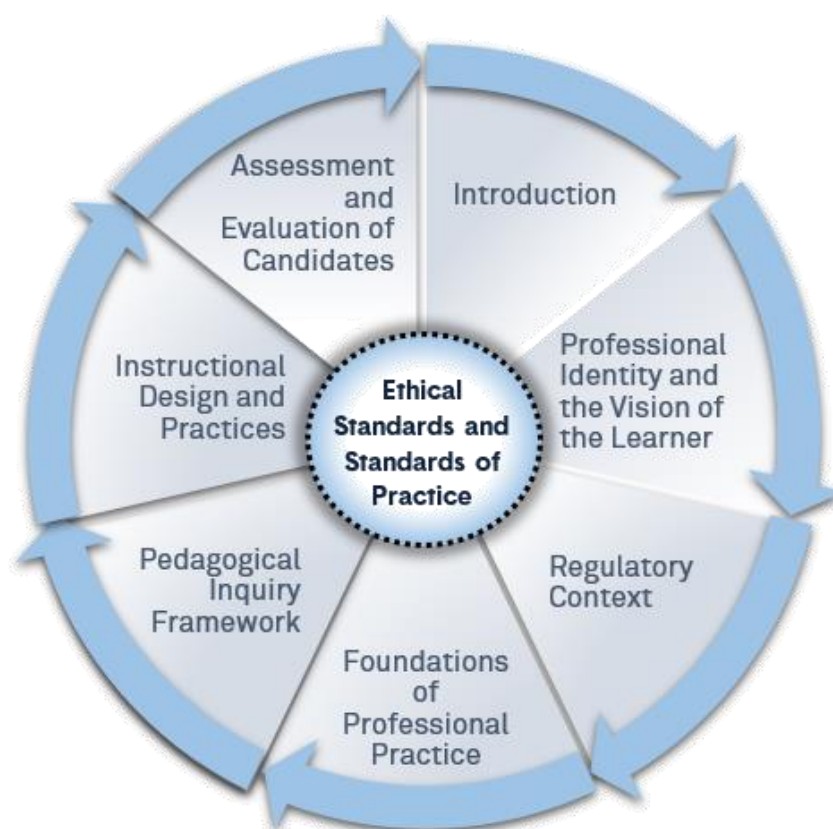 Introduction
Professional
Identity and
the Vision of
the Learner
Regulatory
Context
Foundations
of
Professional
Practice
Pedagogical
Inquiry
Framework
Instructional
Design and
Practices
Assessment
and
Evaluation of
Candidates
Ethical
Standards and
Standards of
Practice